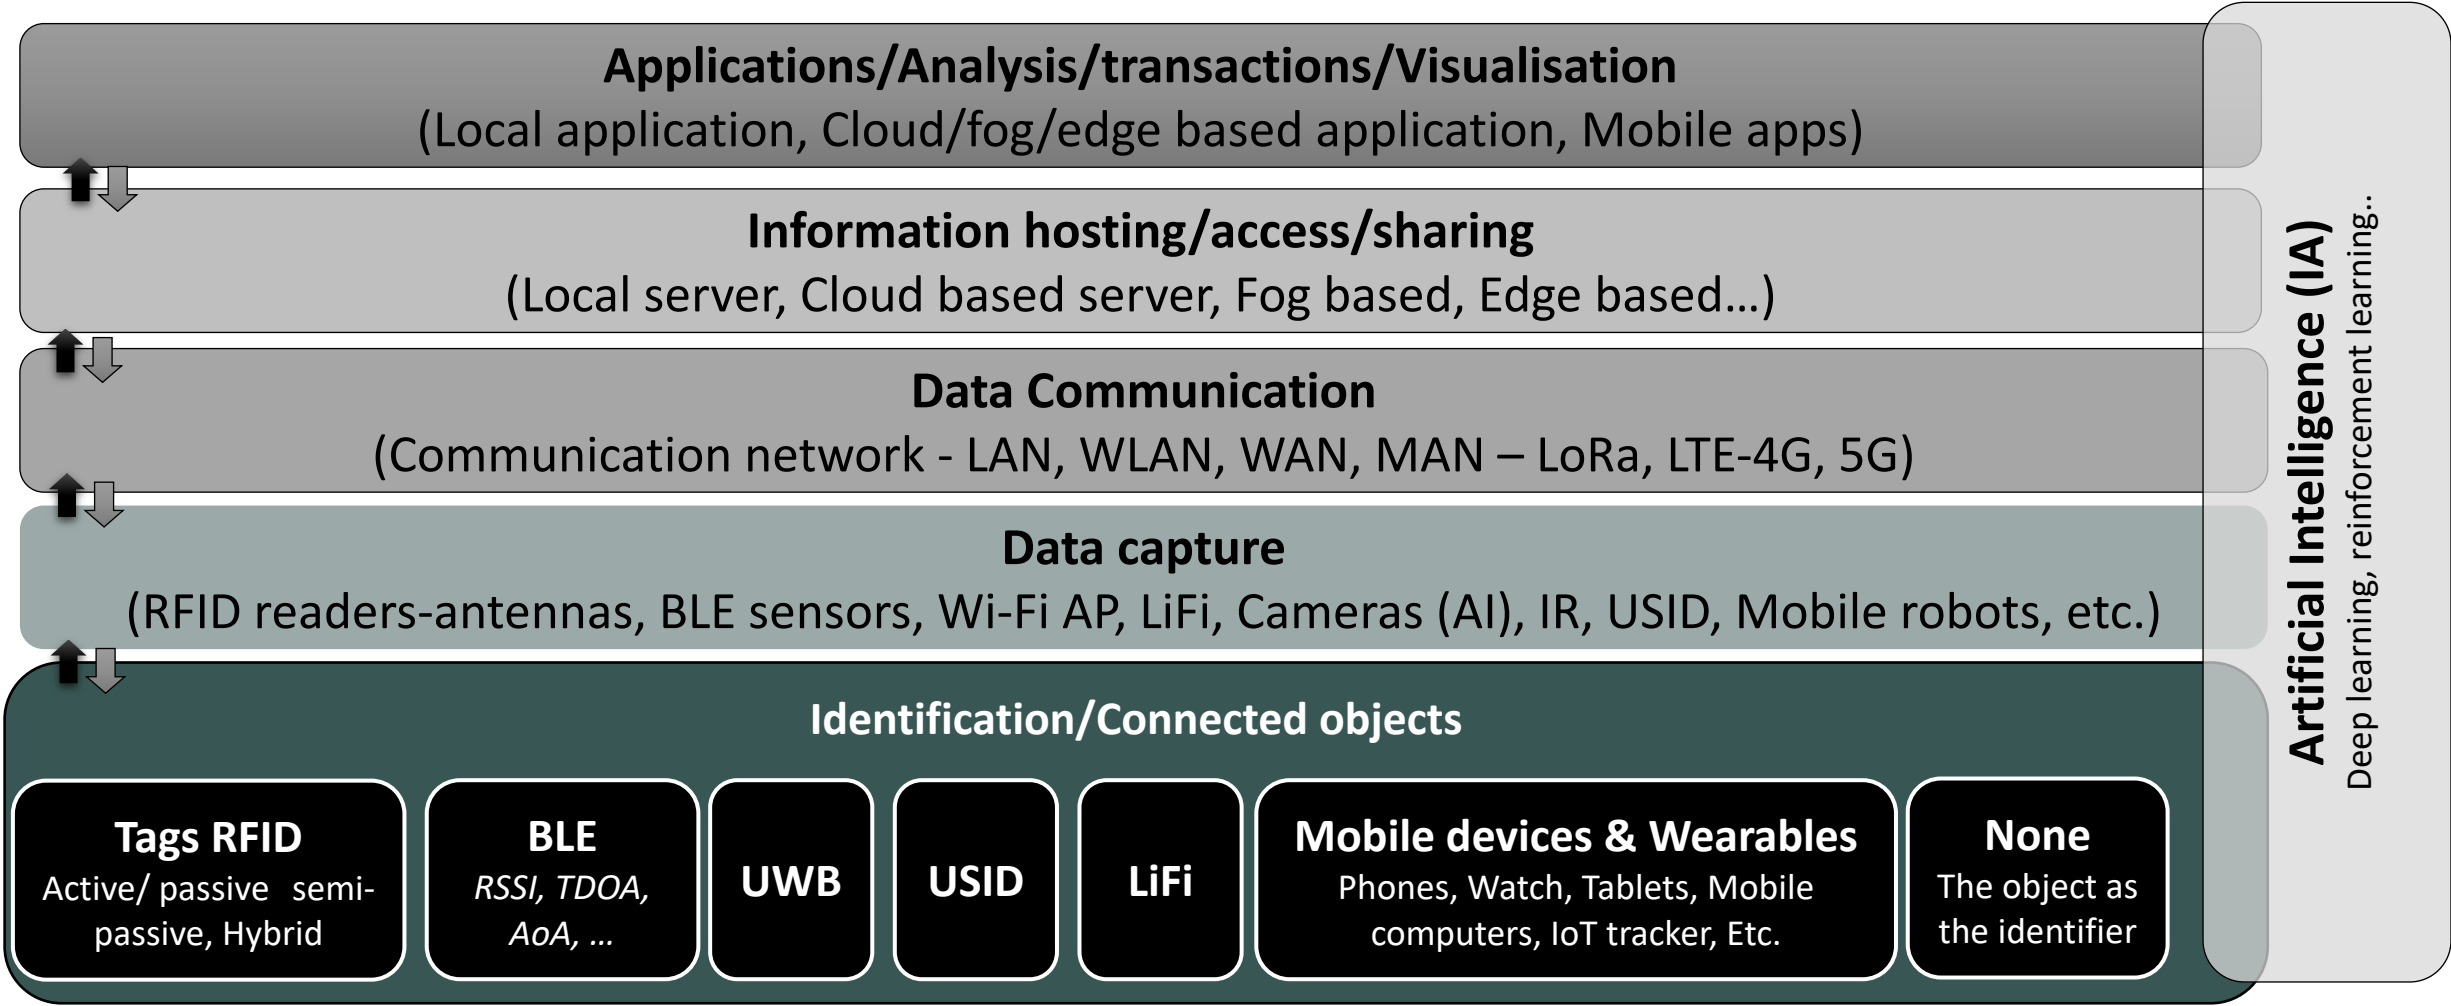 Applications/Analysis/transactions/Visualisation
(Local application, Cloud/fog/edge based application, Mobile apps)
Information hosting/access/sharing
(Local server, Cloud based server, Fog based, Edge based...)
Data Communication
(Communication network - LAN, WLAN, WAN, MAN – LoRa, LTE-4G, 5G)
Data capture
(RFID readers-antennas, BLE sensors, Wi-Fi AP, LiFi, Cameras (AI), IR, USID, Mobile robots, etc.)
Identification/Connected objects
Tags RFID
Active/ passive semi-
passive, Hybrid
BLE
RSSI, TDOA,
AoA, ...
UWB
USID
LiFi
Mobile devices & Wearables
Phones, Watch, Tablets, Mobile
computers, IoT tracker, Etc.
None
The object as
the identifier
Artificial Intelligence (IA)
Deep learning, reinforcement learning..